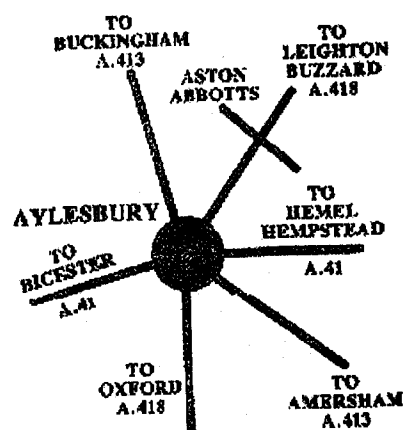 TO
BUCKINGHAM
A.413
ASTON
ABBOTTS
TO
LEIGHTON
BUZZARD
A.418
AYLESBURY
TO
HEMEL
HEMPSTEAD
A.41
TO
BICESTER
A.41
TO
OXFORD
A.418
TO
AMERSHAM
A.413